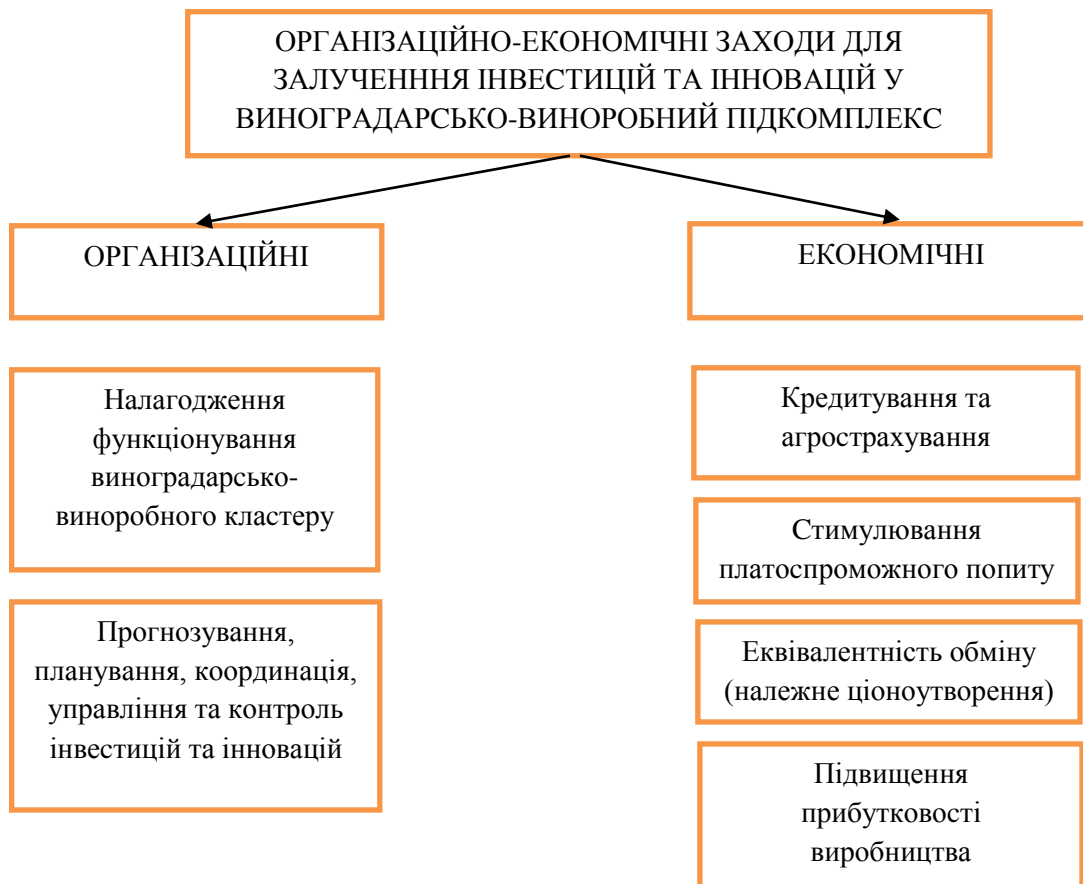 ОРГАНІЗАЦІЙНО-ЕКОНОМІЧНІ ЗАХОДИ ДЛЯ
ЗАЛУЧЕНННЯ ІНВЕСТИЦІЙ ТА ІННОВАЦІЙ У
ВИНОГРАДАРСЬКО-ВИНОРОБНИЙ ПІДКОМПЛЕКС
ОРГАНІЗАЦІЙНІ
ЕКОНОМІЧНІ
Налагодження
функціонування
виноградарсько-
виноробного кластеру
Прогнозування,
планування, координація,
управління та контроль
інвестицій та інновацій
Кредитування та
агрострахування
Стимулювання
платоспроможного попиту
Еквівалентність обміну
(належне ціоноутворення)
Підвищення
прибутковості
виробництва